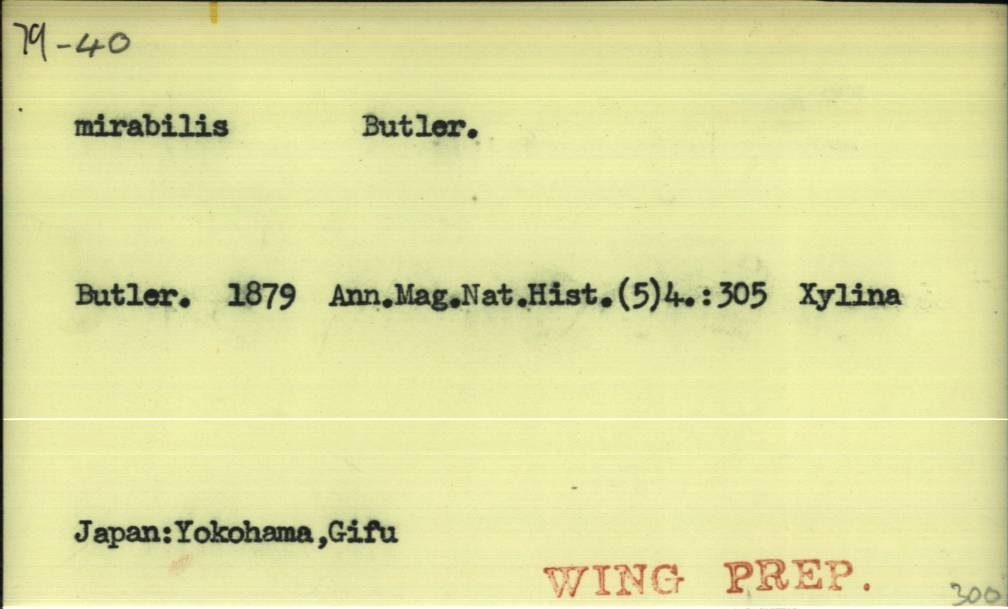 79-40
mirabilis Butler.
Butler. 1879 Ann.Mag.Nat.Hist.(5)4.:305 Xylina
Japan:Yokohama,Gifu
WING PREP.
300